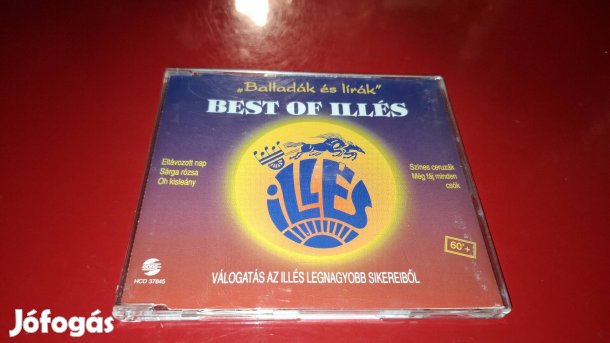 „Balladák és lírák”
BEST OF ILLÉS
Eltávozott nap
Sárga rózsa
Oh kisleány
Színes ceruzák
Még fáj minden
csók
iLLÉS
60'+
VÁLOGATÁS AZ ILLÉS LEGNAGYOBB SIKEREIBŐL
HCD 37845
Jófogás